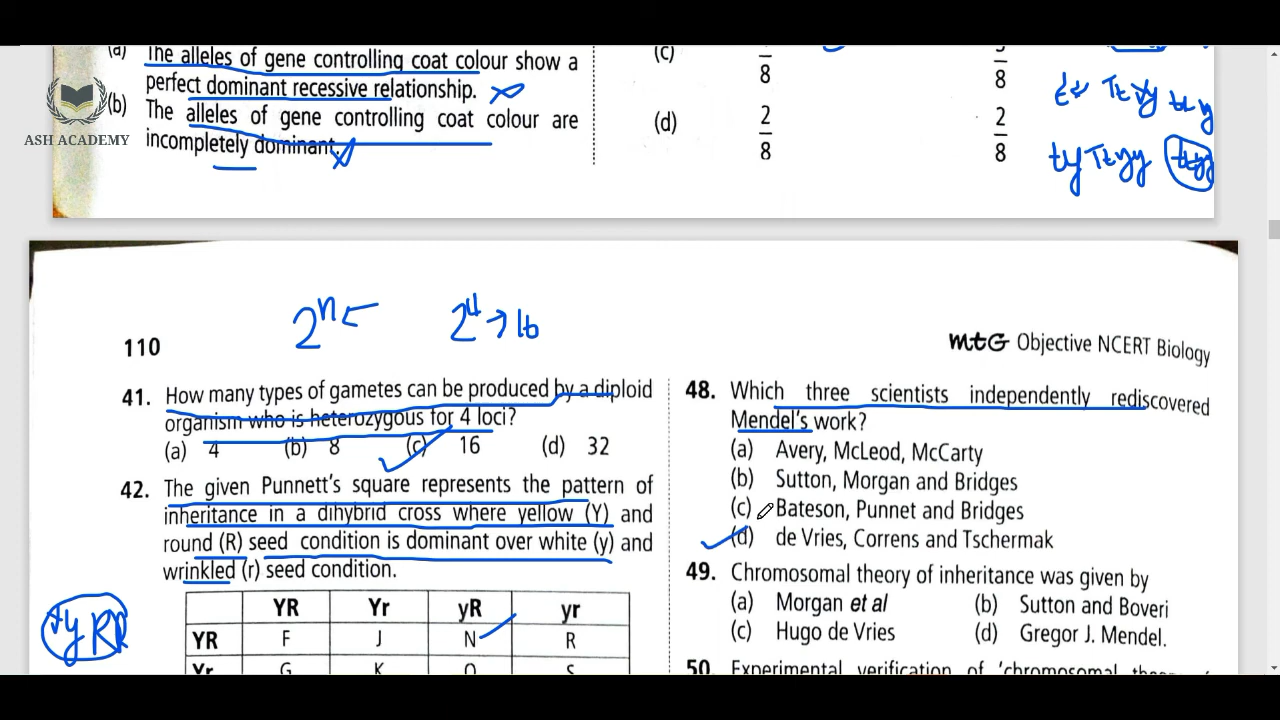 (a) The alleles of gene controlling coat colour show a
perfect dominant recessive relationship.
(b) The alleles of gene controlling coat colour are
incompletely dominant.
ASH ACADEMY
(c)
8
8
(d) 2/8 2/8
Ttyy
ty Ttyy ttyy
2ⁿ
2⁴ → 16
110
mtG Objective NCERT Biology
41. How many types of gametes can be produced by a diploid
organism who is heterozygous for 4 loci?
(a) 4 (b) 8 (c) 16 (d) 32
42. The given Punnett's square represents the pattern of
inheritance in a dihybrid cross where yellow (Y) and
round (R) seed condition is dominant over white (y) and
wrinkled (r) seed condition.
YR Yr yR yr
YR F J N R
Yr G K O S
48. Which three scientists independently rediscovered
Mendel's work?
(a) Avery, McLeod, McCarty
(b) Sutton, Morgan and Bridges
(c) Bateson, Punnet and Bridges
(d) de Vries, Correns and Tschermak
49. Chromosomal theory of inheritance was given by
(a) Morgan et al (b) Sutton and Boveri
(c) Hugo de Vries (d) Gregor J. Mendel.
50. Experimental verification of 'chromosomal theory of